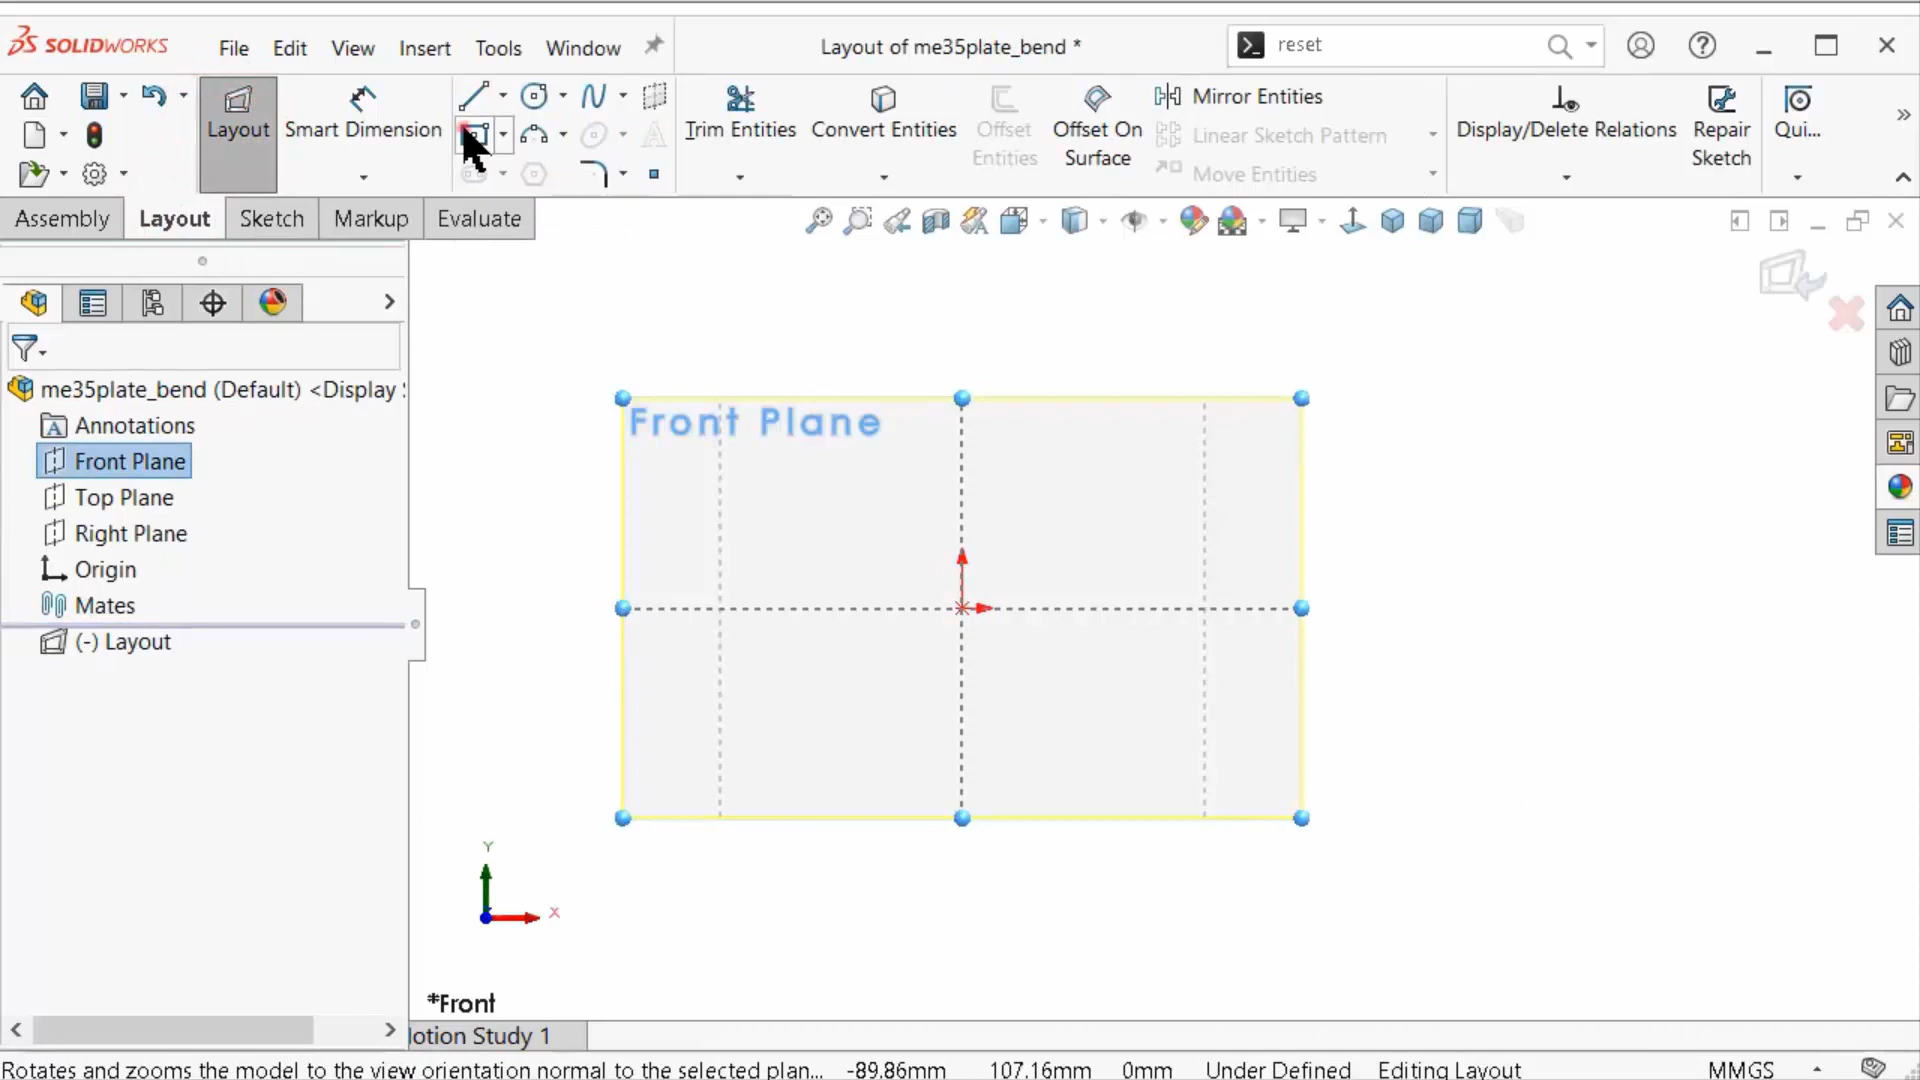 SOLIDWORKS
File Edit View Insert Tools Window
Layout of me35plate_bend *
reset
Layout
Smart Dimension
Trim Entities
Convert Entities
Offset Entities
Offset On Surface
Mirror Entities
Linear Sketch Pattern
Move Entities
Display/Delete Relations
Repair Sketch
Qui...
Assembly Layout Sketch Markup Evaluate
me35plate_bend (Default) <Display
Annotations
Front Plane
Top Plane
Right Plane
Origin
Mates
(-) Layout
Front Plane
Y
X
*Front
otion Study 1
Rotates and zooms the model to the view orientation normal to the selected plan... -89.86mm 107.16mm 0mm Under Defined Editing Layout MMGS